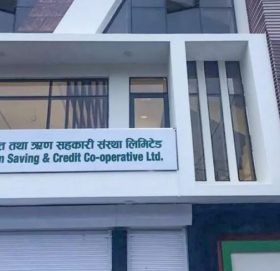 तथा ऋण सहकारी संस्था लिमिटेड
Saving & Credit Co-operative Ltd.